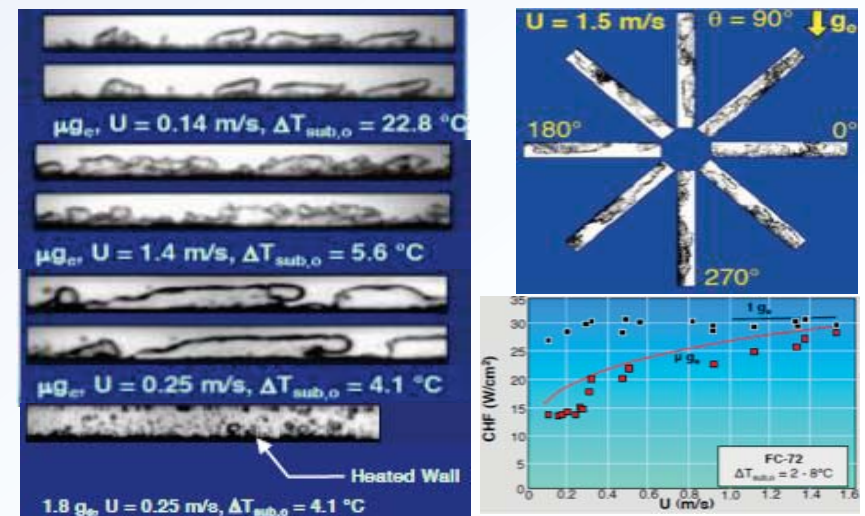 μgₑ, U = 0.14 m/s, ΔTsub,o = 22.8 °C
μgₑ, U = 1.4 m/s, ΔTsub,o = 5.6 °C
μgₑ, U = 0.25 m/s, ΔTsub,o = 4.1 °C
Heated Wall
1.8 gₑ, U = 0.25 m/s, ΔTsub,o = 4.1 °C
U = 1.5 m/s θ = 90° gₑ
180° 0°
270°
35
30
25
20
15
10
5
0
CHF (W/cm²)
1 gₑ
μ gₑ
FC-72
ΔTsub,o = 2 - 8°C
0 0.2 0.4 0.6 0.8 1.0 1.2 1.4 1.6
U (m/s)